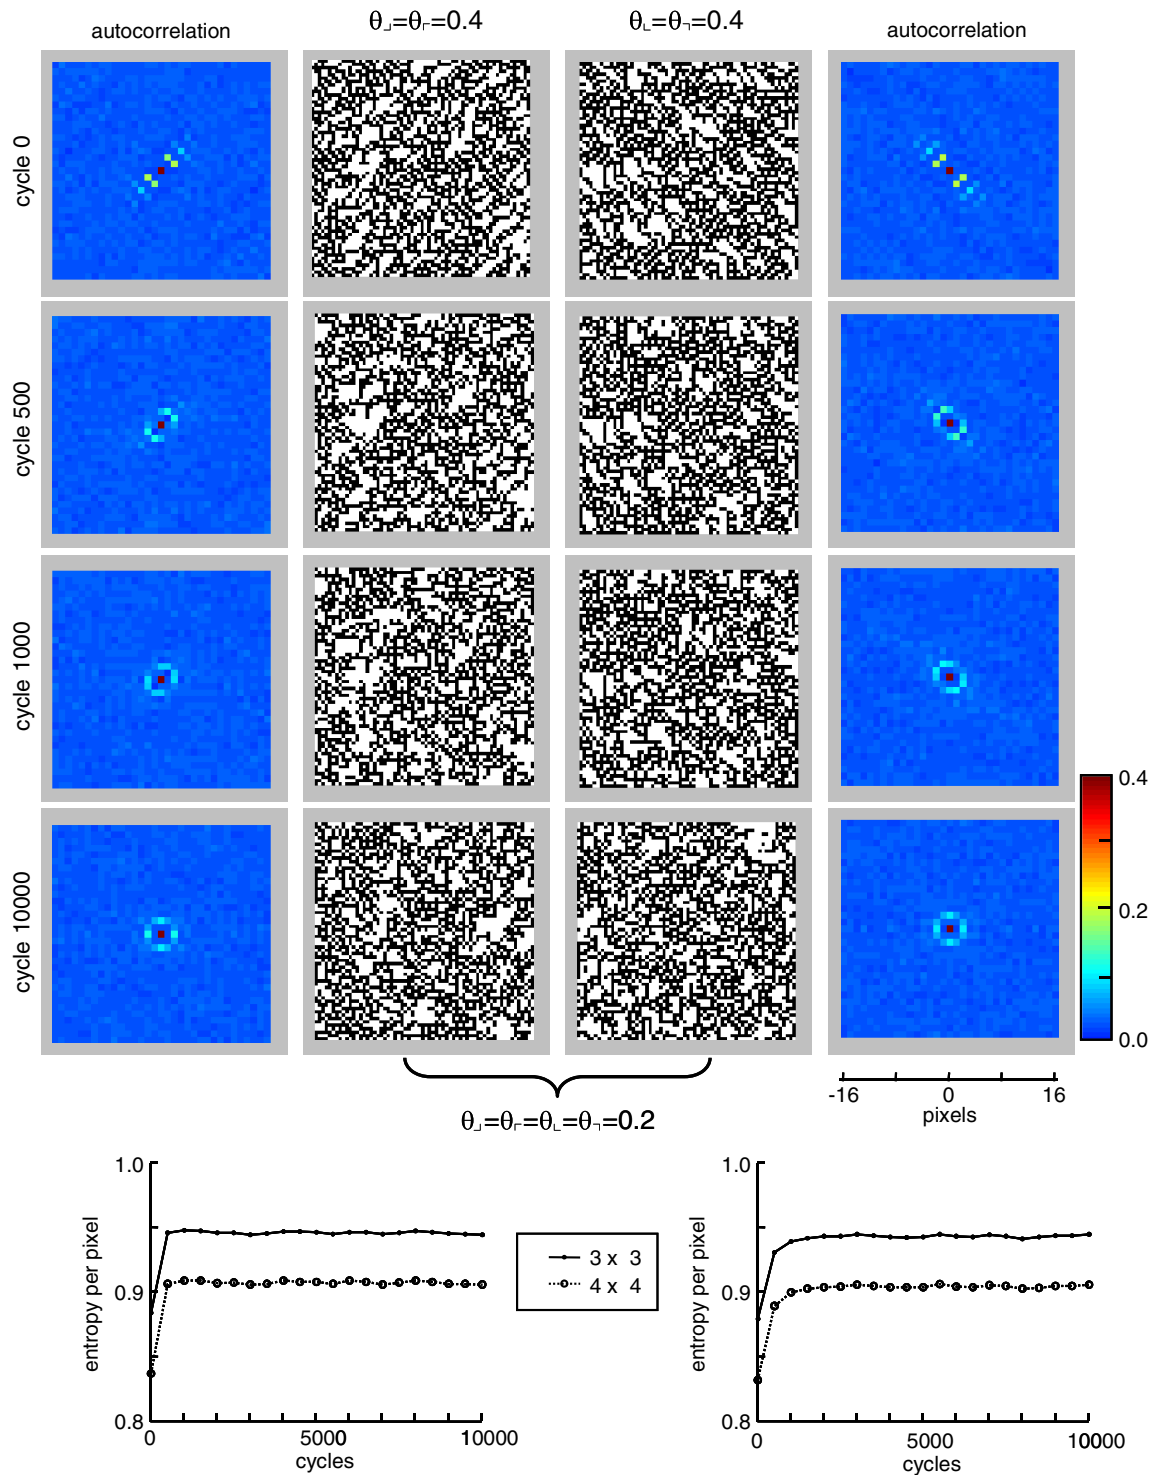 autocorrelation
θ⌟=θ⌜=0.4
θ⌞=θ⌝=0.4
autocorrelation
cycle 0
cycle 500
cycle 1000
cycle 10000
0.4
0.2
0.0
-16 0 16
pixels
θ⌟=θ⌜=θ⌞=θ⌝=0.2
1.0
0.9
0.8
entropy per pixel
0 5000 10000
cycles
3 x 3
4 x 4
1.0
0.9
0.8
entropy per pixel
0 5000 10000
cycles